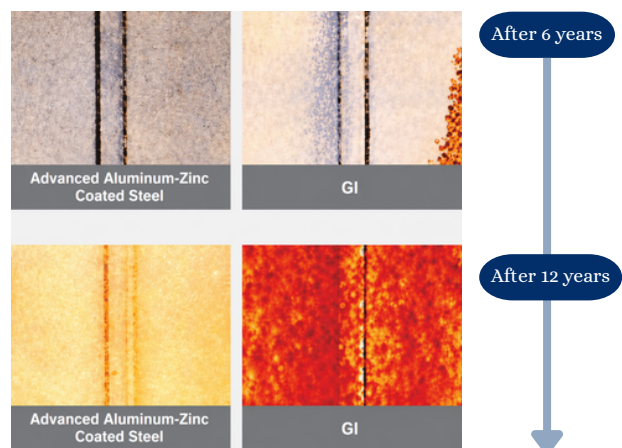 After 6 years
Advanced Aluminum-Zinc
Coated Steel
GI
After 12 years
Advanced Aluminum-Zinc
Coated Steel
GI